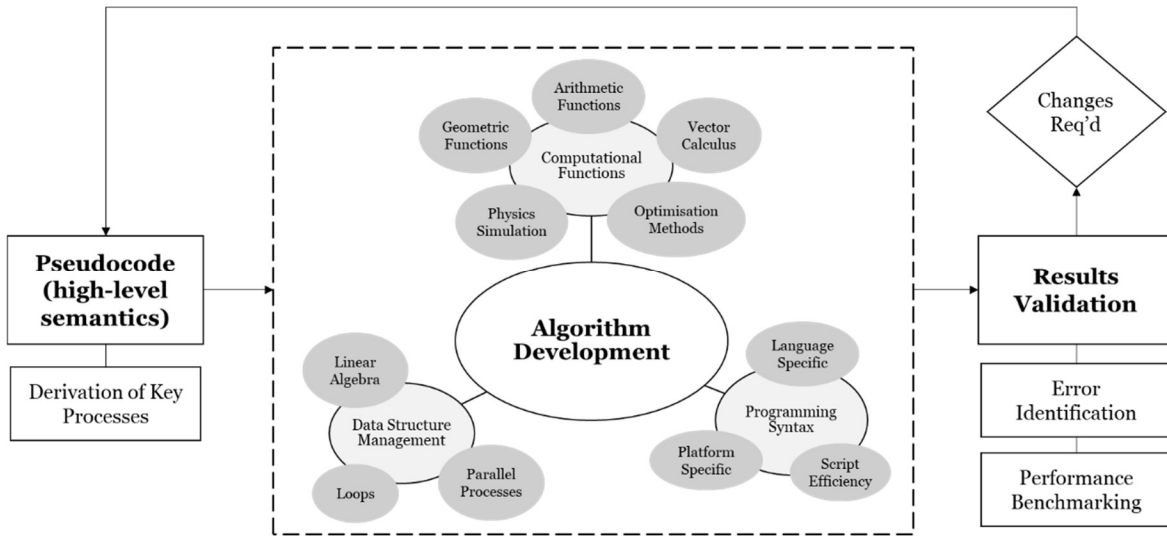 Pseudocode
(high-level
semantics)
Derivation of Key
Processes
Arithmetic
Functions
Geometric
Functions
Vector
Calculus
Computational
Functions
Physics
Simulation
Optimisation
Methods
Algorithm
Development
Linear
Algebra
Data Structure
Management
Loops
Parallel
Processes
Language
Specific
Programming
Syntax
Platform
Specific
Script
Efficiency
Changes
Req’d
Results
Validation
Error
Identification
Performance
Benchmarking